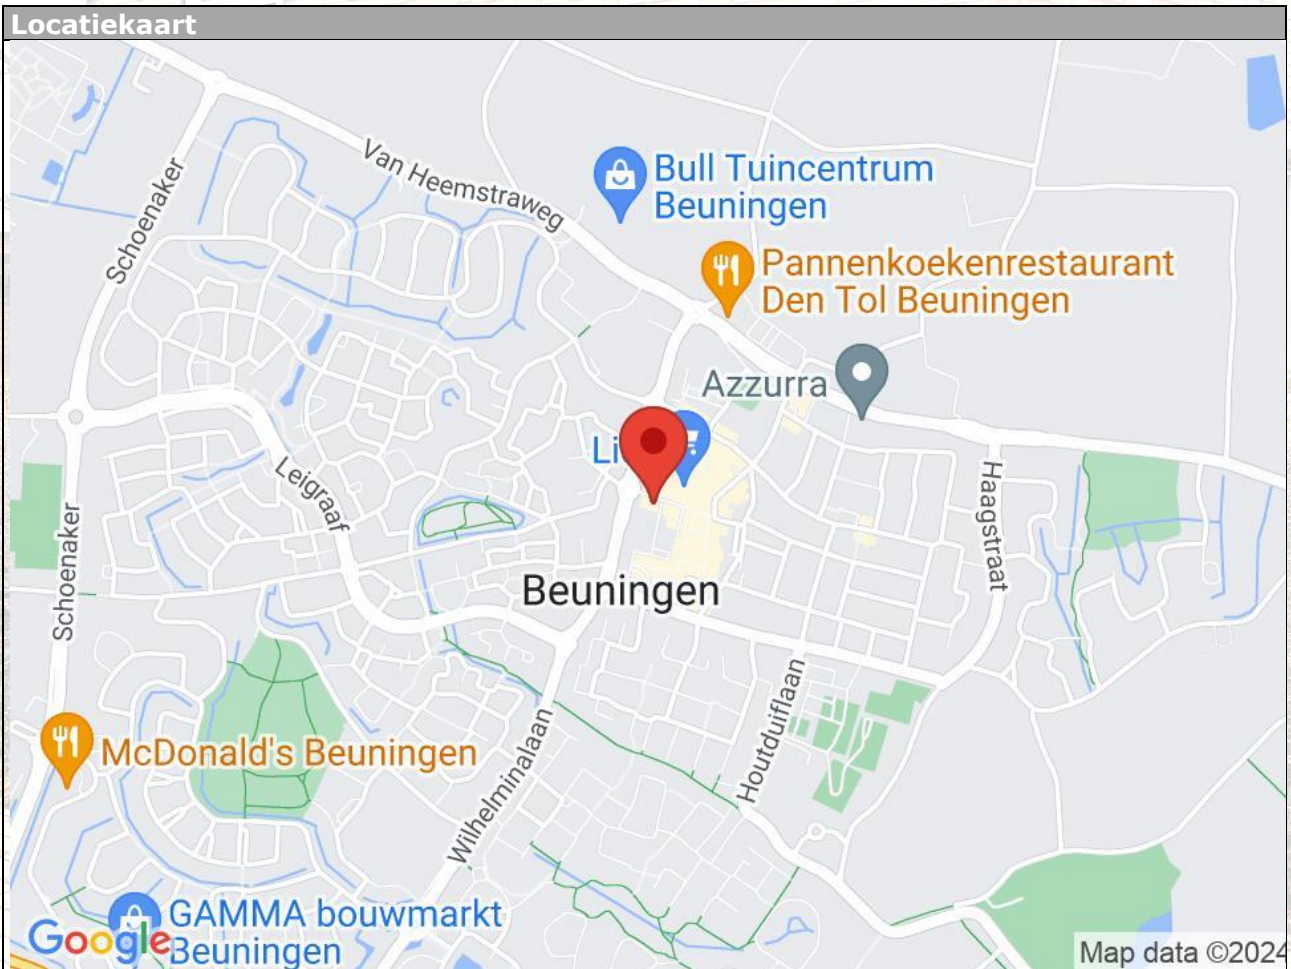 Locatiekaart
Van Heemstraweg
Bull Tuincentrum
Beuningen
Schoenaker
Pannenkoekenrestaurant
Den Tol Beuningen
Azzurra
Li
Leigraaf
Haagstraat
Schoenaker
Beuningen
Houtduiflaan
McDonald's Beuningen
Wilhelminalaan
GAMMA bouwmarkt
Beuningen
Google
Map data ©2024